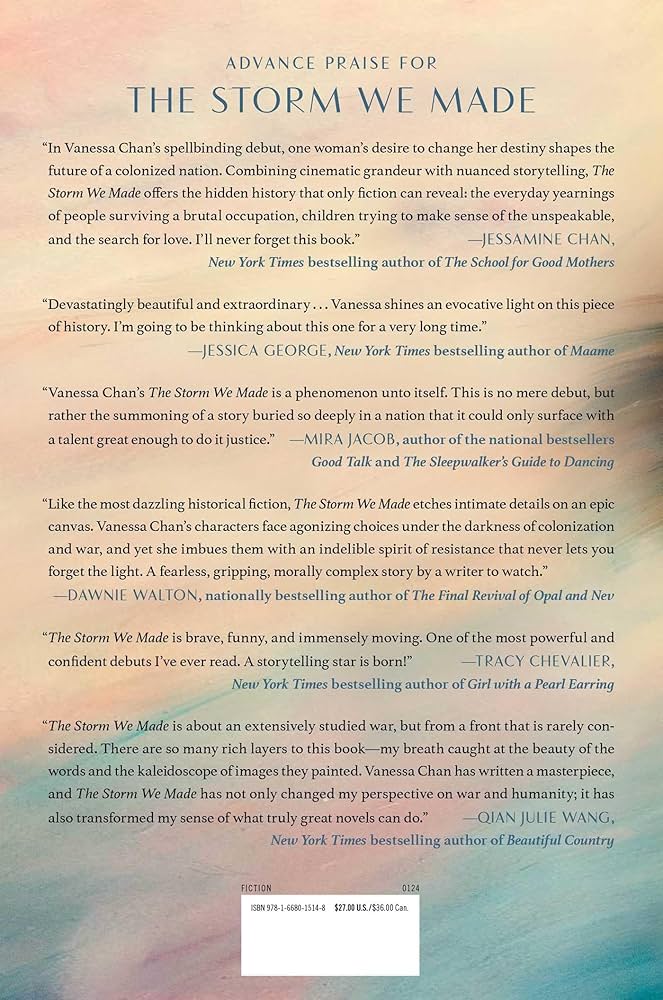 ADVANCE PRAISE FOR
THE STORM WE MADE
“In Vanessa Chan’s spellbinding debut, one woman’s desire to change her destiny shapes the
future of a colonized nation. Combining cinematic grandeur with nuanced storytelling, The
Storm We Made offers the hidden history that only fiction can reveal: the everyday yearnings
of people surviving a brutal occupation, children trying to make sense of the unspeakable,
and the search for love. I’ll never forget this book.” —JESSAMINE CHAN,
New York Times bestselling author of The School for Good Mothers
“Devastatingly beautiful and extraordinary . . . Vanessa shines an evocative light on this piece
of history. I’m going to be thinking about this one for a very long time.”
—JESSICA GEORGE, New York Times bestselling author of Maame
“Vanessa Chan’s The Storm We Made is a phenomenon unto itself. This is no mere debut, but
rather the summoning of a story buried so deeply in a nation that it could only surface with
a talent great enough to do it justice.” —MIRA JACOB, author of the national bestsellers
Good Talk and The Sleepwalker’s Guide to Dancing
“Like the most dazzling historical fiction, The Storm We Made etches intimate details on an epic
canvas. Vanessa Chan’s characters face agonizing choices under the darkness of colonization
and war, and yet she imbues them with an indelible spirit of resistance that never lets you
forget the light. A fearless, gripping, morally complex story by a writer to watch.”
—DAWNIE WALTON, nationally bestselling author of The Final Revival of Opal and Nev
“The Storm We Made is brave, funny, and immensely moving. One of the most powerful and
confident debuts I’ve ever read. A storytelling star is born!” —TRACY CHEVALIER,
New York Times bestselling author of Girl with a Pearl Earring
“The Storm We Made is about an extensively studied war, but from a front that is rarely con-
sidered. There are so many rich layers to this book—my breath caught at the beauty of the
words and the kaleidoscope of images they painted. Vanessa Chan has written a masterpiece,
and The Storm We Made has not only changed my perspective on war and humanity; it has
also transformed my sense of what truly great novels can do.” —QIAN JULIE WANG,
New York Times bestselling author of Beautiful Country
FICTION 0124
ISBN 978-1-6680-1514-8 $27.00 U.S./$36.00 Can.